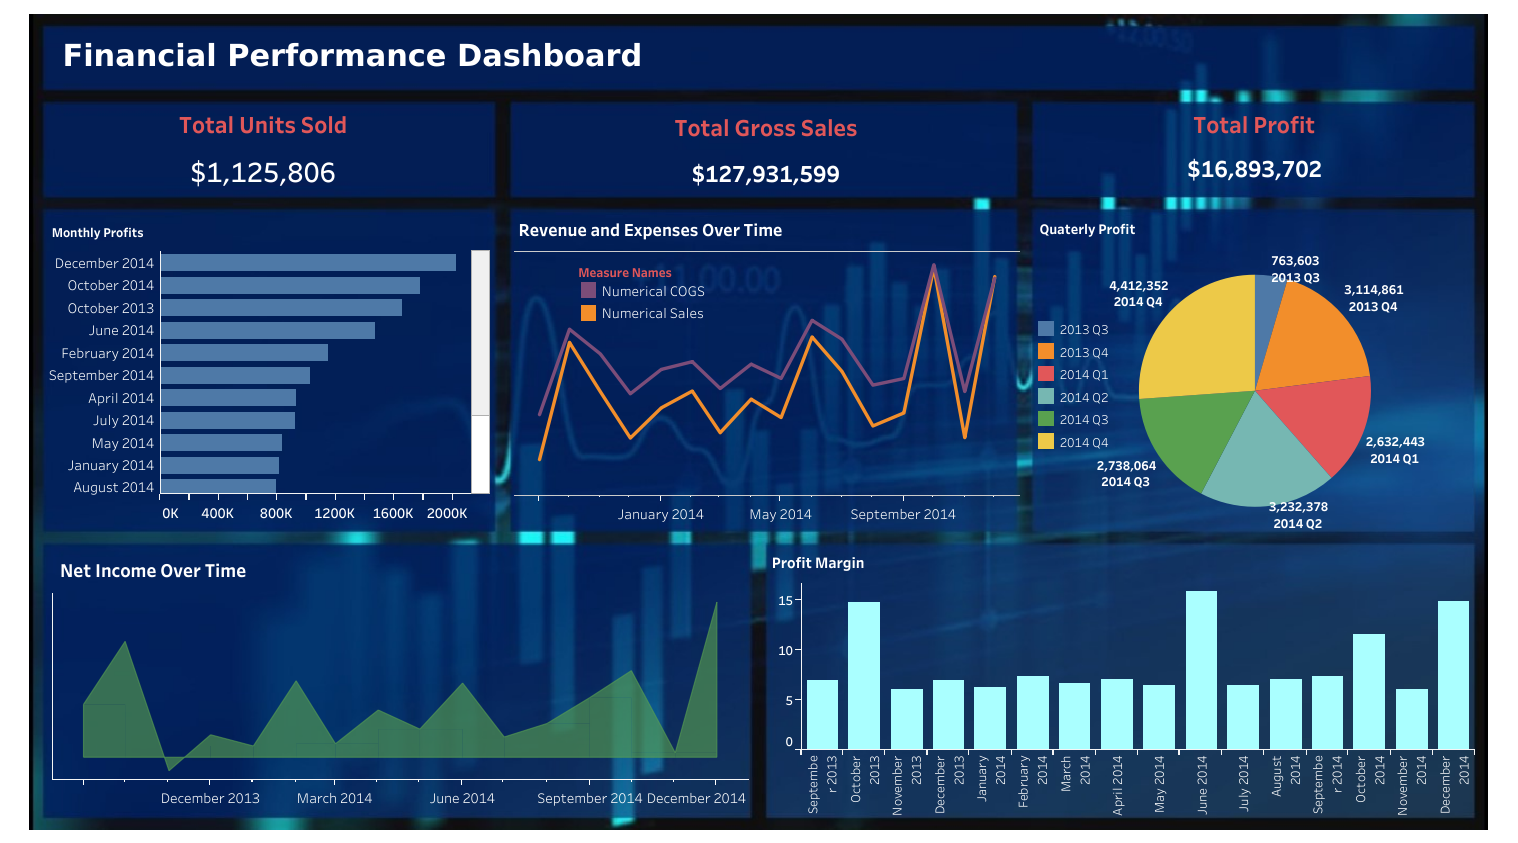 Financial Performance Dashboard
Total Units Sold
$1,125,806
Total Gross Sales
$127,931,599
Total Profit
$16,893,702
Monthly Profits
December 2014
October 2014
October 2013
June 2014
February 2014
September 2014
April 2014
July 2014
May 2014
January 2014
August 2014
0K 400K 800K 1200K 1600K 2000K
Revenue and Expenses Over Time
Measure Names
Numerical COGS
Numerical Sales
January 2014 May 2014 September 2014
Quaterly Profit
763,603
2013 Q3
3,114,861
2013 Q4
2,632,443
2014 Q1
3,232,378
2014 Q2
2,738,064
2014 Q3
4,412,352
2014 Q4
2013 Q3
2013 Q4
2014 Q1
2014 Q2
2014 Q3
2014 Q4
Net Income Over Time
December 2013 March 2014 June 2014 September 2014 December 2014
Profit Margin
15
10
5
0
Septembe
r 2013
October
2013
November
2013
December
2013
January
2014
February
2014
March
2014
April 2014
May 2014
June 2014
July 2014
August
2014
Septembe
r 2014
October
2014
November
2014
December
2014